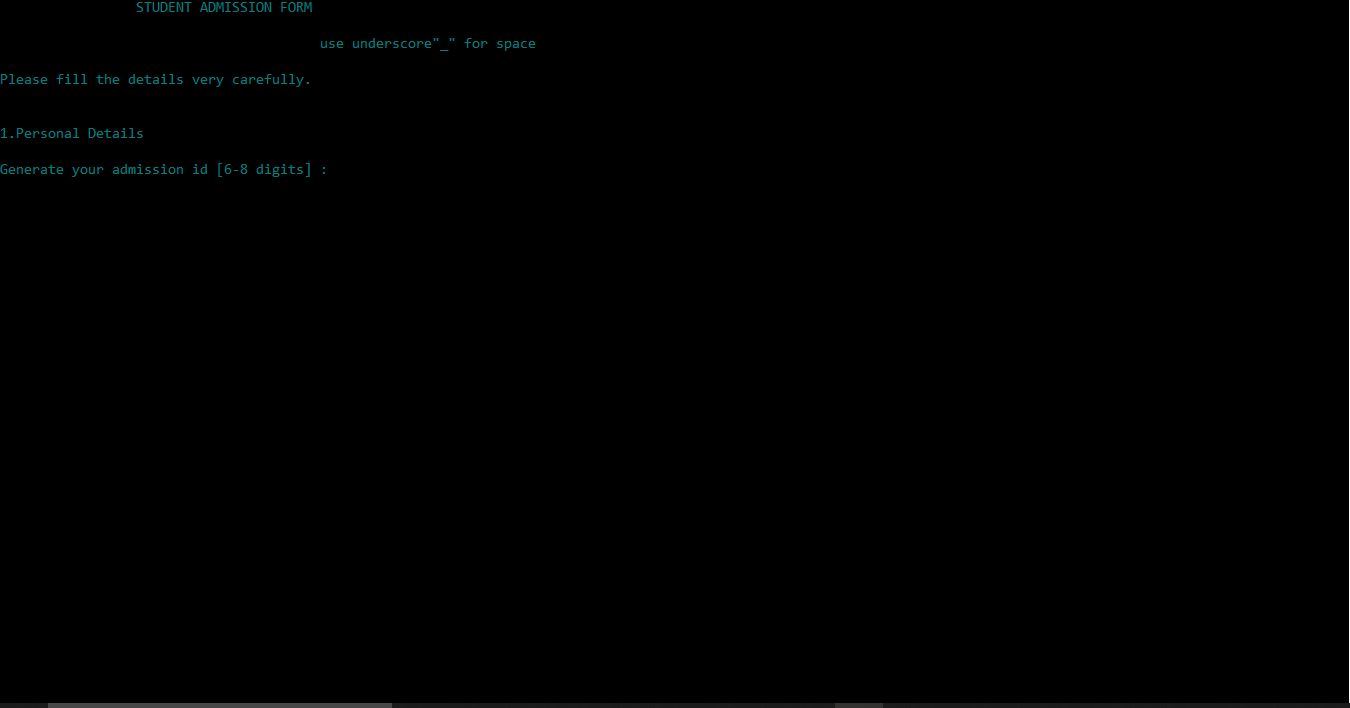 STUDENT ADMISSION FORM
use underscore"_" for space
Please fill the details very carefully.
1.Personal Details
Generate your admission id [6-8 digits] :